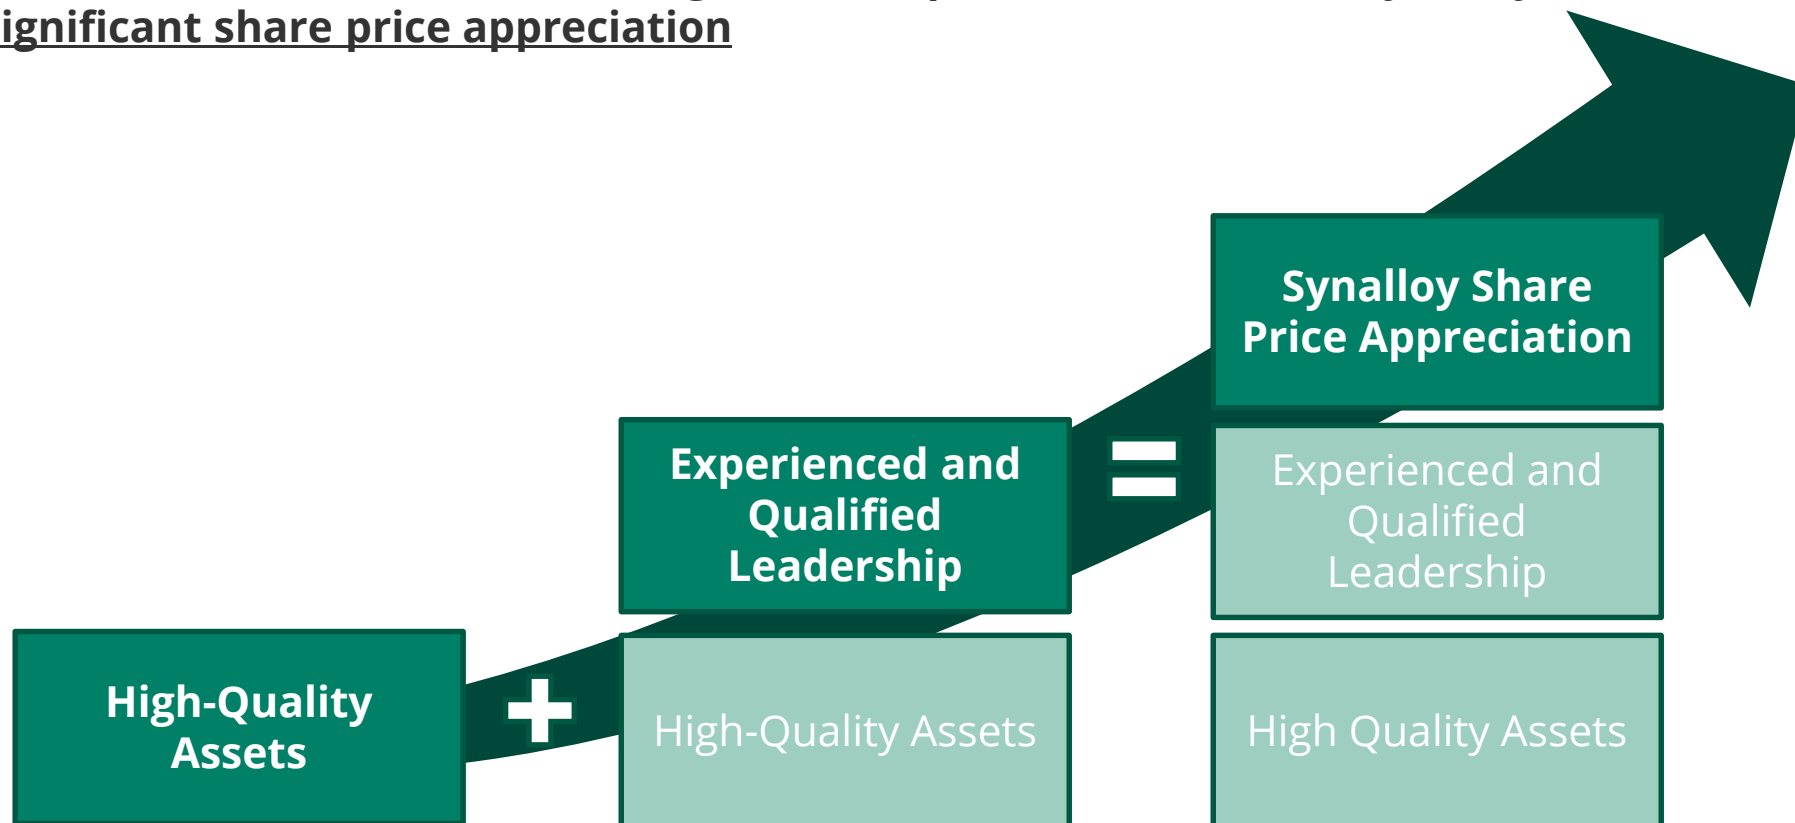 significant share price appreciation
Synalloy Share
Price Appreciation
Experienced and
Qualified
Leadership
=
Experienced and
Qualified
Leadership
High-Quality
Assets
+
High-Quality Assets
High Quality Assets